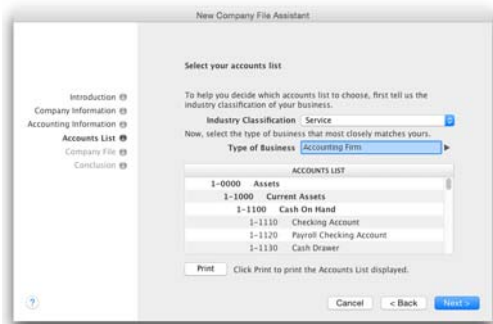 New Company File Assistant
Introduction
Company Information
Accounting Information
Accounts List
Company File
Conclusion
Select your accounts list
To help you decide which accounts list to choose, first tell us the
industry classification of your business.
Industry Classification Service
Now, select the type of business that most closely matches yours.
Type of Business Accounting Firm
ACCOUNTS LIST
1-0000 Assets
1-1000 Current Assets
1-1100 Cash On Hand
1-1110 Checking Account
1-1120 Payroll Checking Account
1-1130 Cash Drawer
Print Click Print to print the Accounts List displayed.
? Cancel < Back Next >